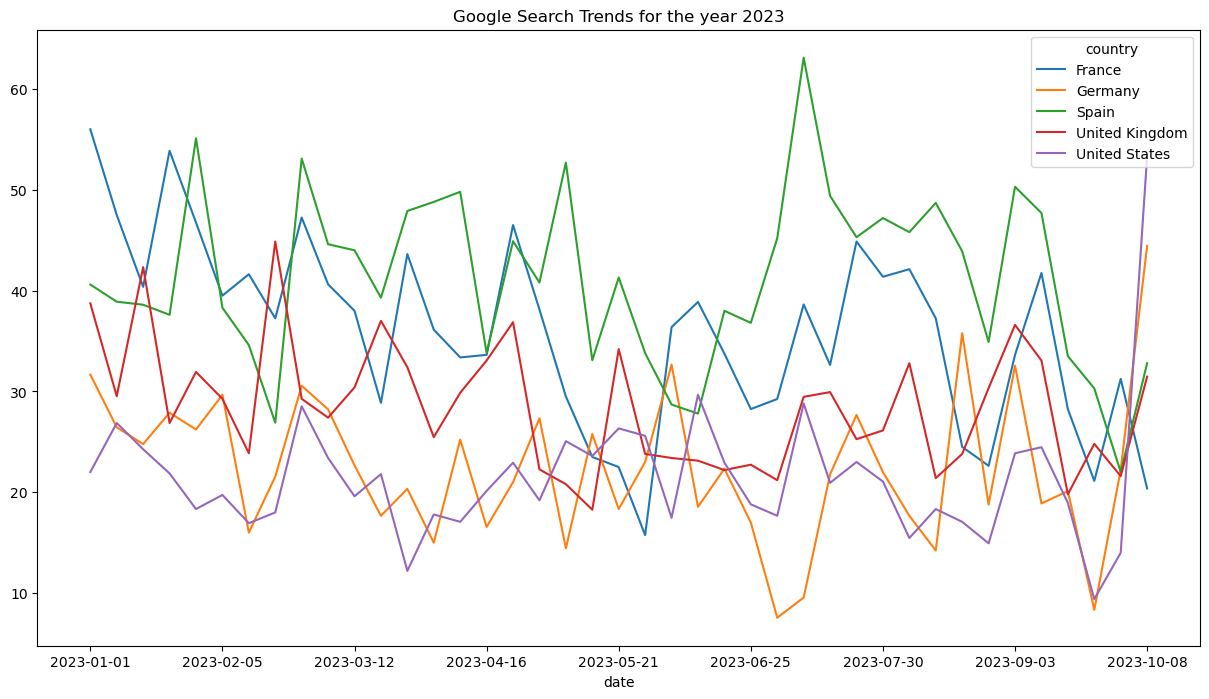 Google Search Trends for the year 2023
country
France
Germany
Spain
United Kingdom
United States
60
50
40
30
20
10
2023-01-01 2023-02-05 2023-03-12 2023-04-16 2023-05-21 2023-06-25 2023-07-30 2023-09-03 2023-10-08
date